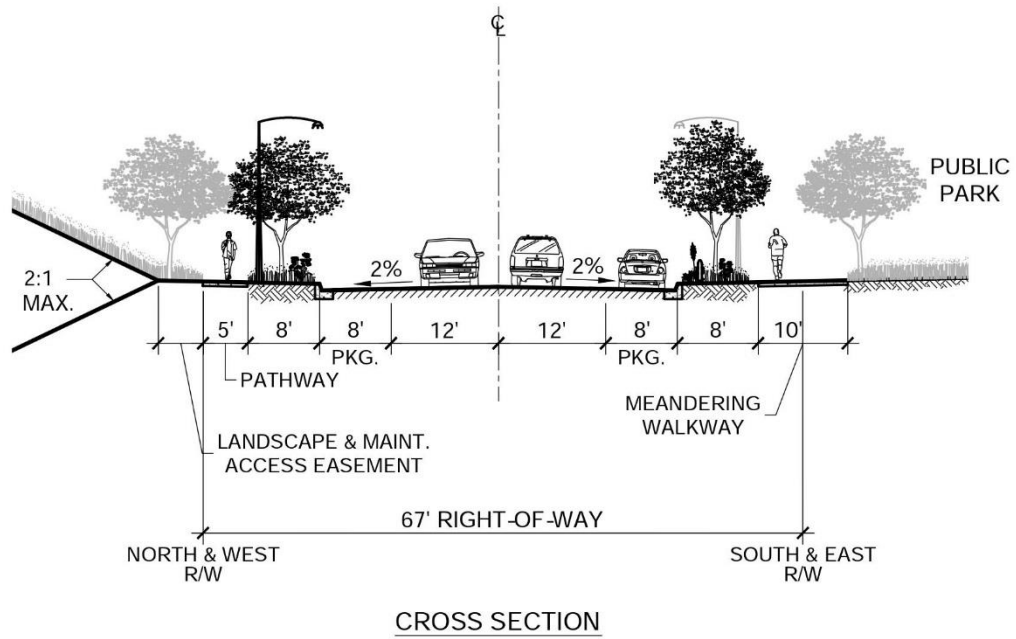 ℄
PUBLIC
PARK
2:1
MAX.
2%
2%
5'
8'
8'
12'
12'
8'
8'
10'
PKG.
PKG.
PATHWAY
MEANDERING
WALKWAY
LANDSCAPE & MAINT.
ACCESS EASEMENT
67' RIGHT-OF-WAY
NORTH & WEST
R/W
SOUTH & EAST
R/W
CROSS SECTION